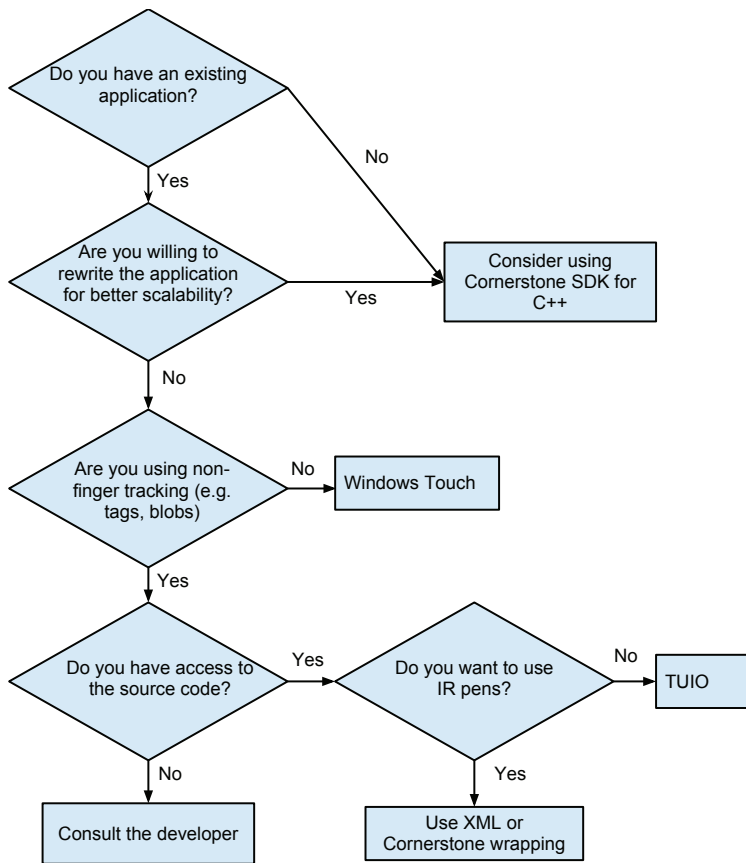 Do you have an existing
application?
No
Yes
Are you willing to
rewrite the application
for better scalability?
Yes
Consider using
Cornerstone SDK for
C++
No
Are you using non-
finger tracking (e.g.
tags, blobs)
No
Windows Touch
Yes
Do you have access to
the source code?
Yes
Do you want to use
IR pens?
No
TUIO
No
Yes
Consult the developer
Use XML or
Cornerstone wrapping